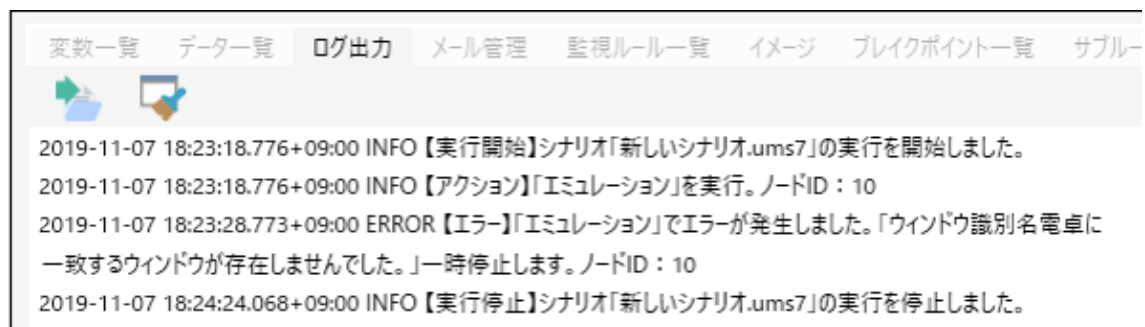 変数一覧 データ一覧 ログ出力 メール管理 監視ルール一覧 イメージ ブレイクポイント一覧 サブルー
2019-11-07 18:23:18.776+09:00 INFO 【実行開始】シナリオ「新しいシナリオ.ums7」の実行を開始しました。
2019-11-07 18:23:18.776+09:00 INFO 【アクション】「エミュレーション」を実行。ノードID：10
2019-11-07 18:23:28.773+09:00 ERROR 【エラー】「エミュレーション」でエラーが発生しました。「ウィンドウ識別名電卓に
一致するウィンドウが存在しませんでした。」一時停止します。ノードID：10
2019-11-07 18:24:24.068+09:00 INFO 【実行停止】シナリオ「新しいシナリオ.ums7」の実行を停止しました。